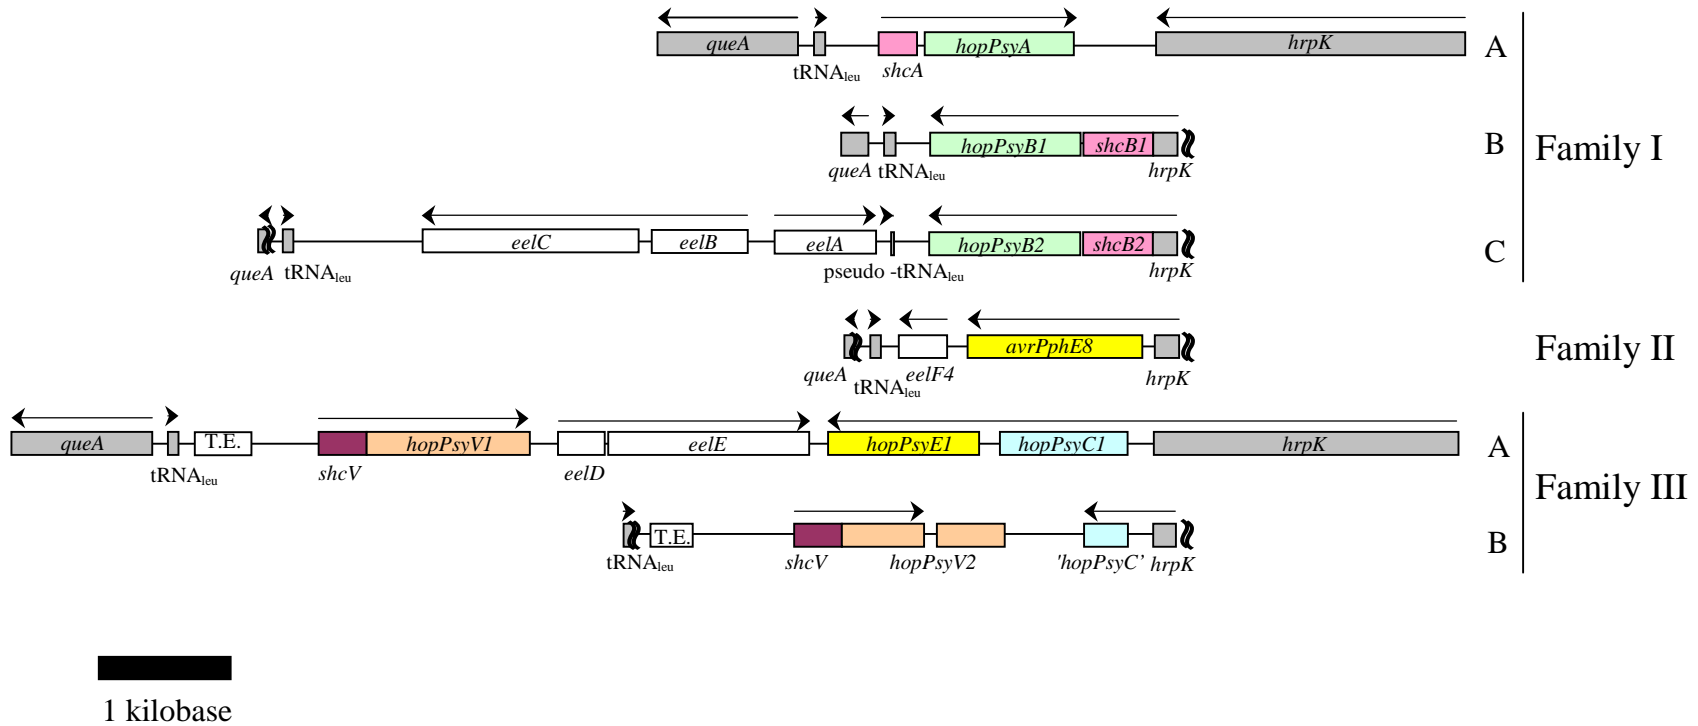 queA hopPsyA hrpK A
tRNAleu shcA
hopPsyB1 shcB1 B Family I
queA tRNAleu hrpK
eelC eelB eelA hopPsyB2 shcB2 C
queA tRNAleu pseudo -tRNAleu hrpK
avrPphE8 Family II
queA tRNAleu eelF4 hrpK
queA T.E. hopPsyV1 eelE hopPsyE1 hopPsyC1 hrpK A
tRNAleu shcV eelD Family III
T.E. B
tRNAleu shcV hopPsyV2 'hopPsyC’ hrpK
1 kilobase